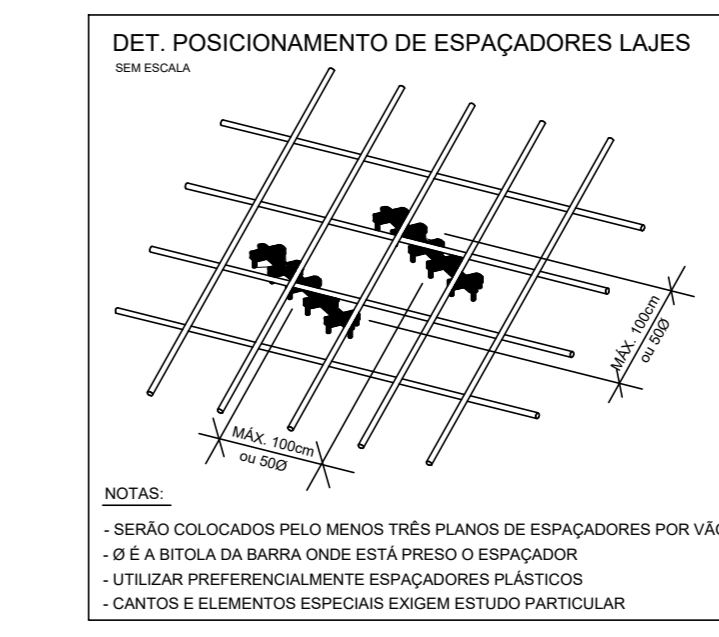 DET. POSICIONAMENTO DE ESPAÇADORES LAJES
SEM ESCALA
MÁX. 100cm
ou 50Ø
MÁX. 100cm
ou 50Ø
NOTAS:
- SERÃO COLOCADOS PELO MENOS TRÊS PLANOS DE ESPAÇADORES POR VÃO
- Ø É A BITOLA DA BARRA ONDE ESTÁ PRESO O ESPAÇADOR
- UTILIZAR PREFERENCIALMENTE ESPAÇADORES PLÁSTICOS
- CANTOS E ELEMENTOS ESPECIAIS EXIGEM ESTUDO PARTICULAR